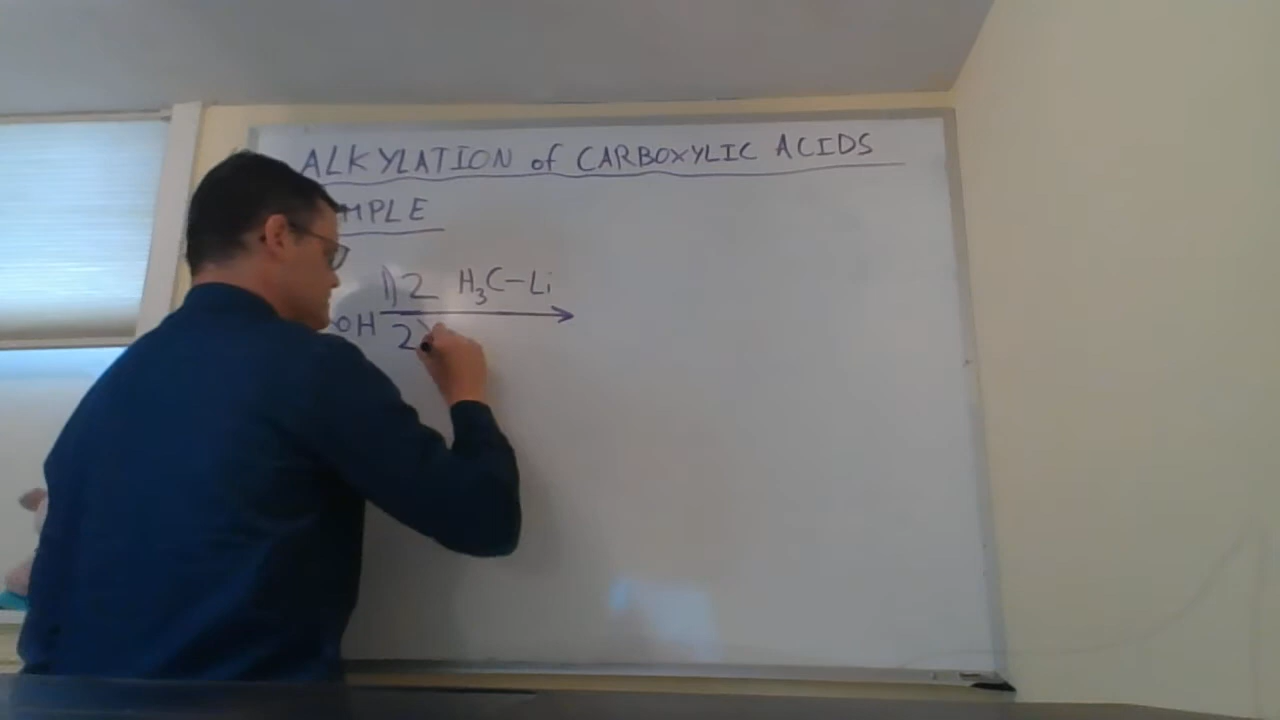 ALKYLATION of CARBOXYLIC ACIDS
MPLE
1) 2 H₃C-Li
OH
2)